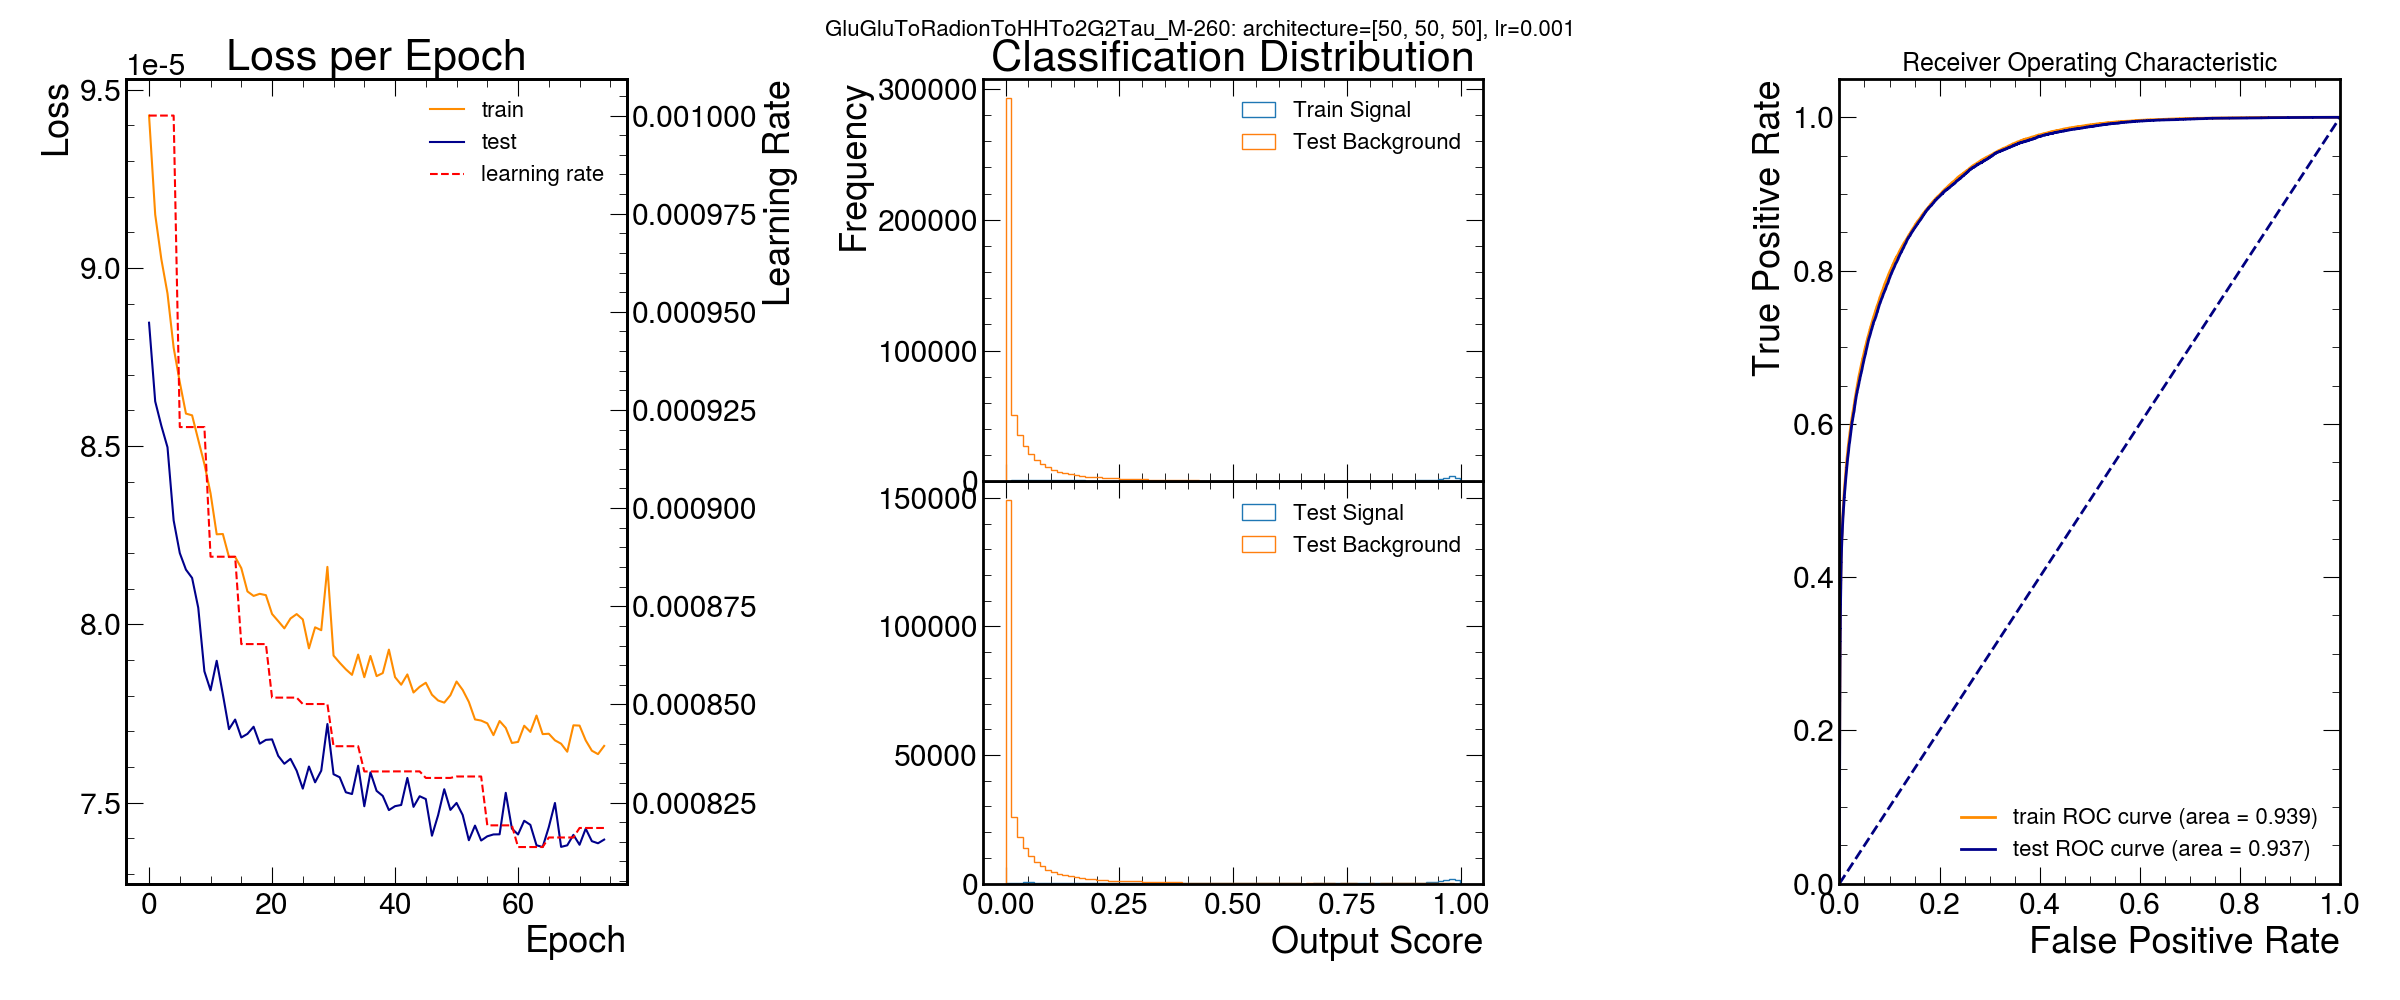 GluGluToRadionToHHTo2G2Tau_M-260: architecture=[50, 50, 50], lr=0.001
Loss per Epoch
1e-5
Loss
9.5
9.0
8.5
8.0
7.5
train
test
learning rate
0.001000
0.000975
0.000950
0.000925
0.000900
0.000875
0.000850
0.000825
Learning Rate
0
20
40
60
Epoch
Classification Distribution
Frequency
300000
200000
100000
0
Train Signal
Test Background
150000
100000
50000
0
Test Signal
Test Background
0.00
0.25
0.50
0.75
1.00
Output Score
Receiver Operating Characteristic
True Positive Rate
1.0
0.8
0.6
0.4
0.2
0.0
train ROC curve (area = 0.939)
test ROC curve (area = 0.937)
0.0
0.2
0.4
0.6
0.8
1.0
False Positive Rate